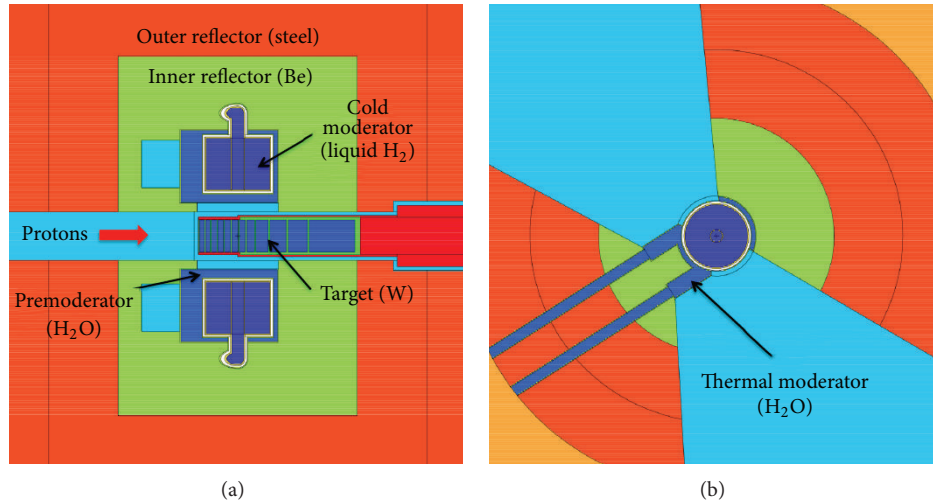 Outer reflector (steel)
Inner reflector (Be)
Cold
moderator
(liquid H₂)
Protons
Premoderator
(H₂O)
Target (W)
Thermal moderator
(H₂O)
(a)
(b)